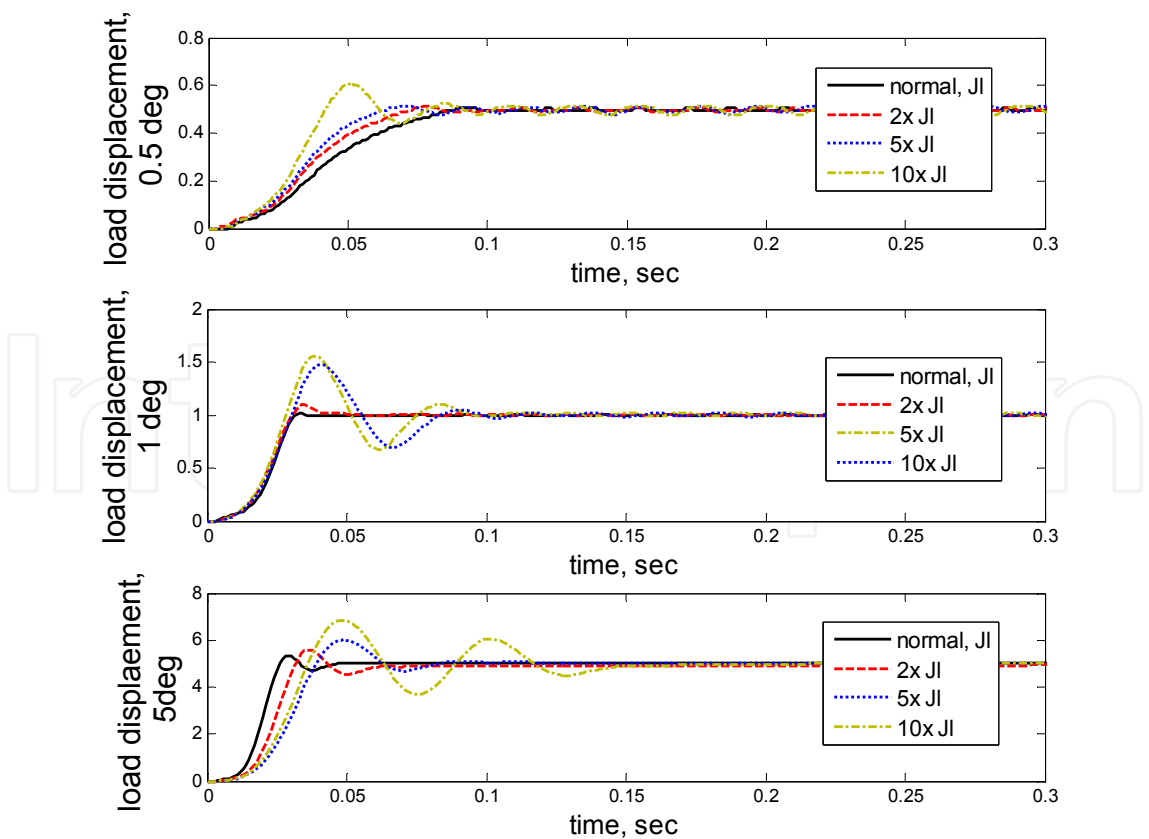 load displacement,
0.5 deg
0.8
0.6
0.4
0.2
0
0 0.05 0.1 0.15 0.2 0.25 0.3
time, sec
normal, Jl
2x Jl
5x Jl
10x Jl
load displacement,
1 deg
2
1.5
1
0.5
0
0 0.05 0.1 0.15 0.2 0.25 0.3
time, sec
normal, Jl
2x Jl
5x Jl
10x Jl
load displaement,
5deg
8
6
4
2
0
0 0.05 0.1 0.15 0.2 0.25 0.3
time, sec
normal, Jl
2x Jl
5x Jl
10x Jl